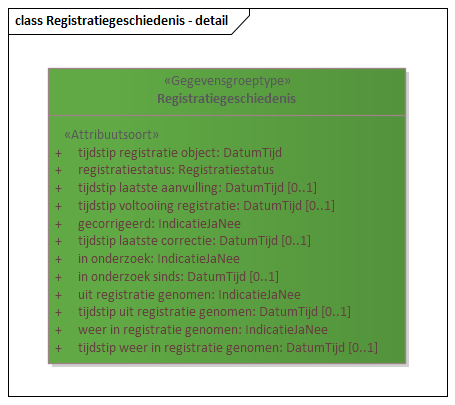 class Registratiegeschiedenis - detail
«Gegevensgroeptype»
Registratiegeschiedenis
«Attribuutsoort»
+ tijdstip registratie object: DatumTijd
+ registratiestatus: Registratiestatus
+ tijdstip laatste aanvulling: DatumTijd [0..1]
+ tijdstip voltooiing registratie: DatumTijd [0..1]
+ gecorrigeerd: IndicatieJaNee
+ tijdstip laatste correctie: DatumTijd [0..1]
+ in onderzoek: IndicatieJaNee
+ in onderzoek sinds: DatumTijd [0..1]
+ uit registratie genomen: IndicatieJaNee
+ tijdstip uit registratie genomen: DatumTijd [0..1]
+ weer in registratie genomen: IndicatieJaNee
+ tijdstip weer in registratie genomen: DatumTijd [0..1]